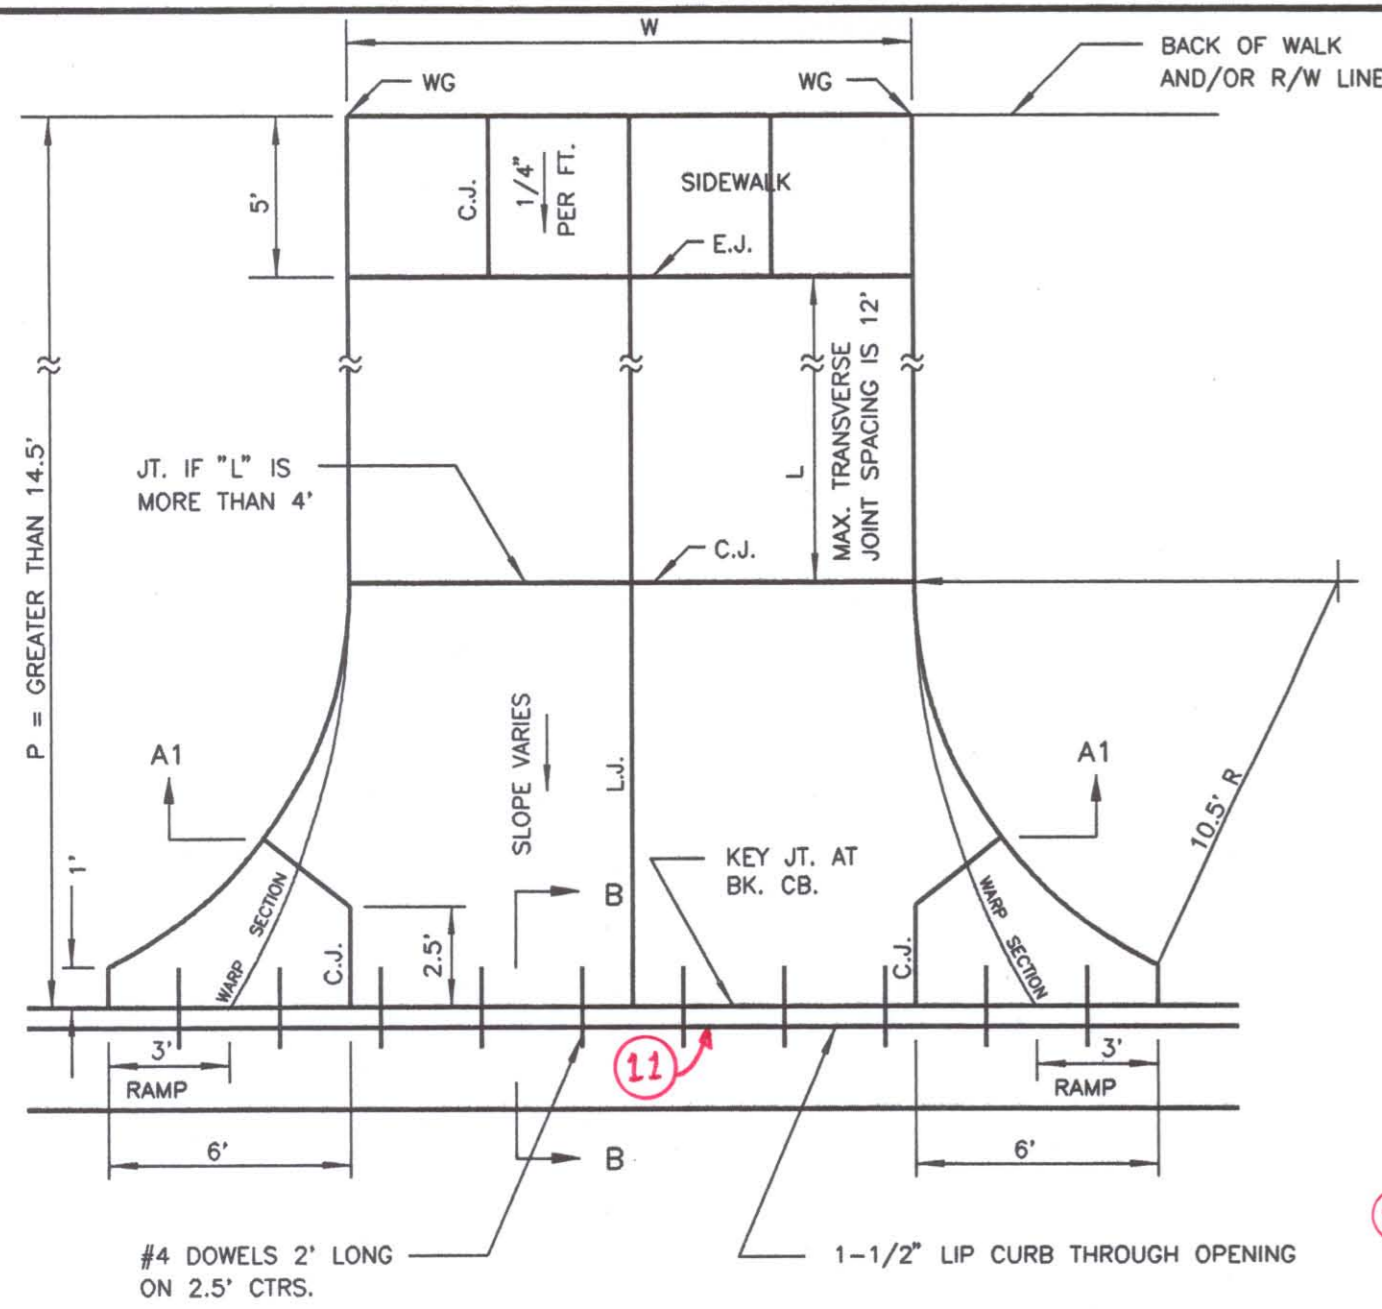 W
BACK OF WALK
AND/OR R/W LINE
WG
WG
5'
C.J.
1/4"
PER FT.
SIDEWALK
E.J.
P = GREATER THAN 14.5'
L
MAX. TRANSVERSE
JOINT SPACING IS 12'
JT. IF "L" IS
MORE THAN 4'
C.J.
A1
SLOPE VARIES
L.J.
A1
10.5' R
1'
WARP SECTION
C.J.
2.5'
B
KEY JT. AT
BK. CB.
C.J.
WARP SECTION
3'
RAMP
11
3'
RAMP
6'
B
6'
#4 DOWELS 2' LONG
ON 2.5' CTRS.
1-1/2" LIP CURB THROUGH OPENING